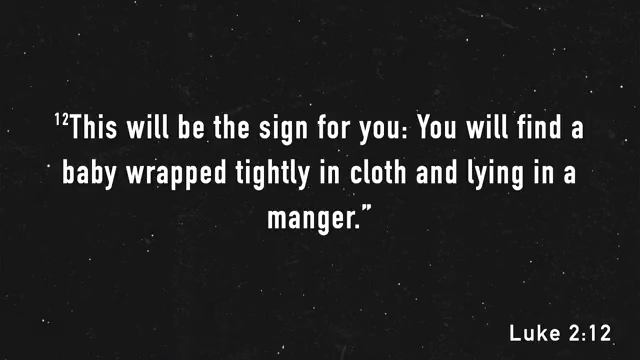 ¹²This will be the sign for you: You will find a
baby wrapped tightly in cloth and lying in a
manger.”
Luke 2:12